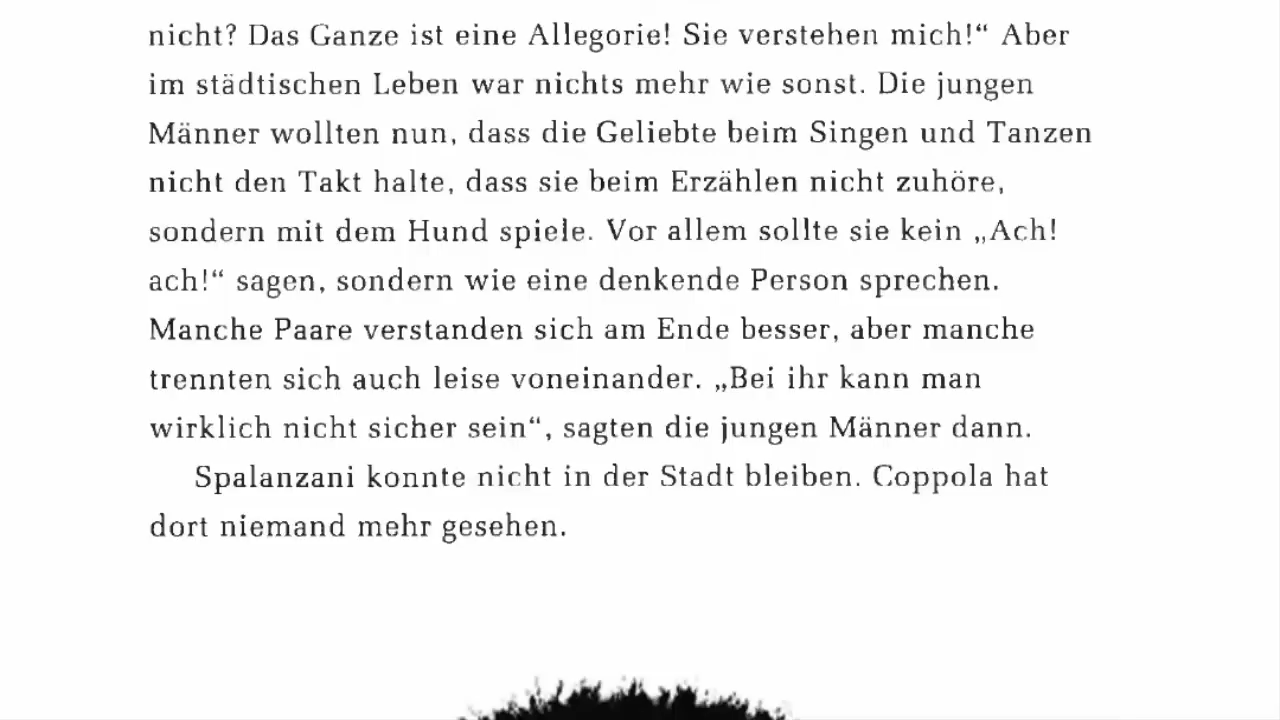 nicht? Das Ganze ist eine Allegorie! Sie verstehen mich!“ Aber
im städtischen Leben war nichts mehr wie sonst. Die jungen
Männer wollten nun, dass die Geliebte beim Singen und Tanzen
nicht den Takt halte, dass sie beim Erzählen nicht zuhöre,
sondern mit dem Hund spiele. Vor allem sollte sie kein „Ach!
ach!“ sagen, sondern wie eine denkende Person sprechen.
Manche Paare verstanden sich am Ende besser, aber manche
trennten sich auch leise voneinander. „Bei ihr kann man
wirklich nicht sicher sein“, sagten die jungen Männer dann.
Spalanzani konnte nicht in der Stadt bleiben. Coppola hat
dort niemand mehr gesehen.